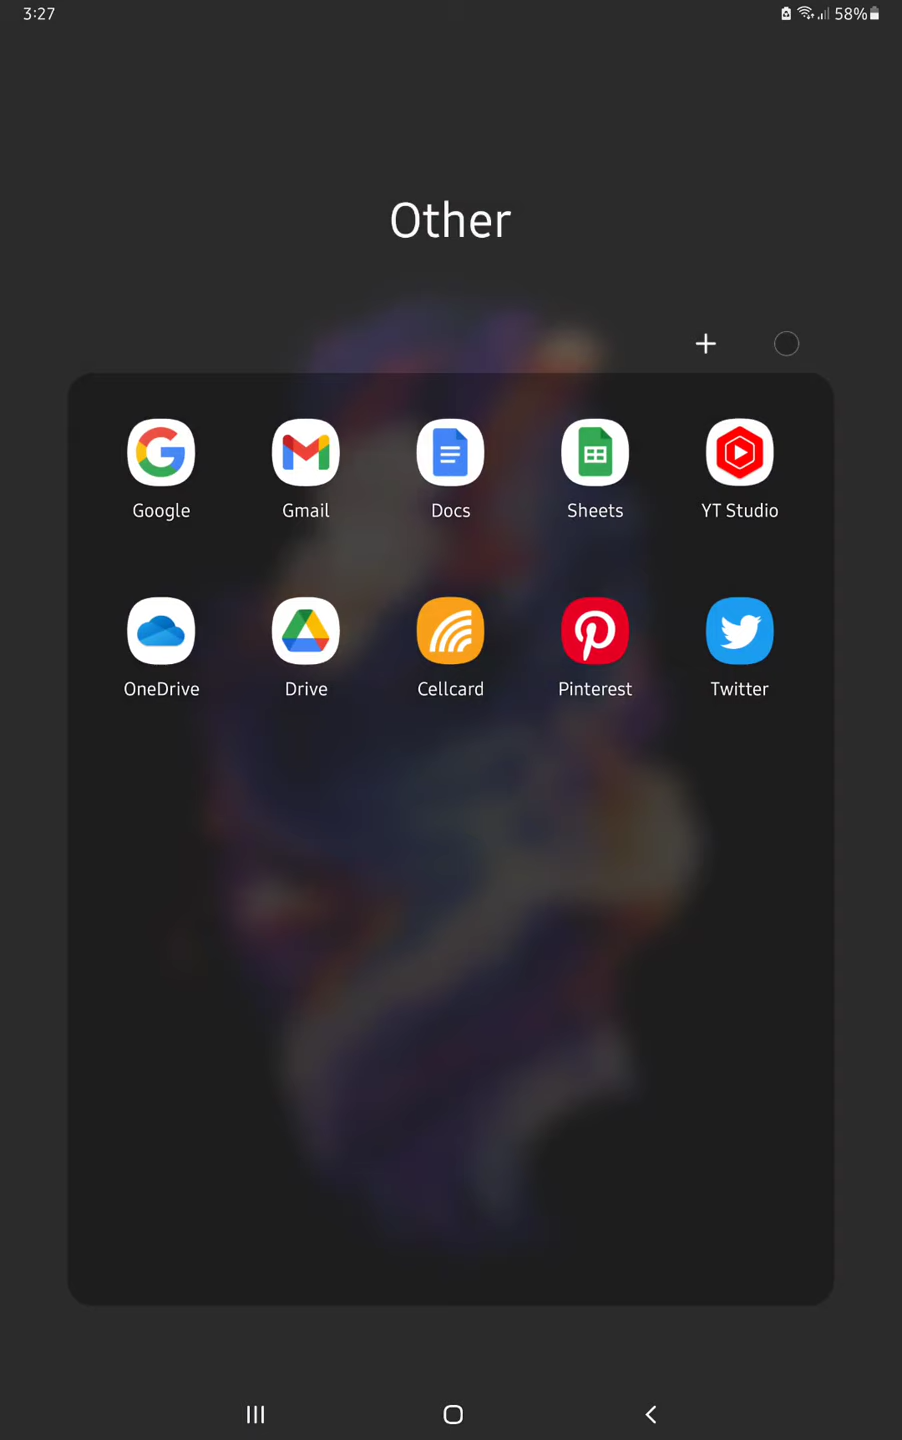 3:27 58%
Other
Google Gmail Docs Sheets YT Studio
OneDrive Drive Cellcard Pinterest Twitter